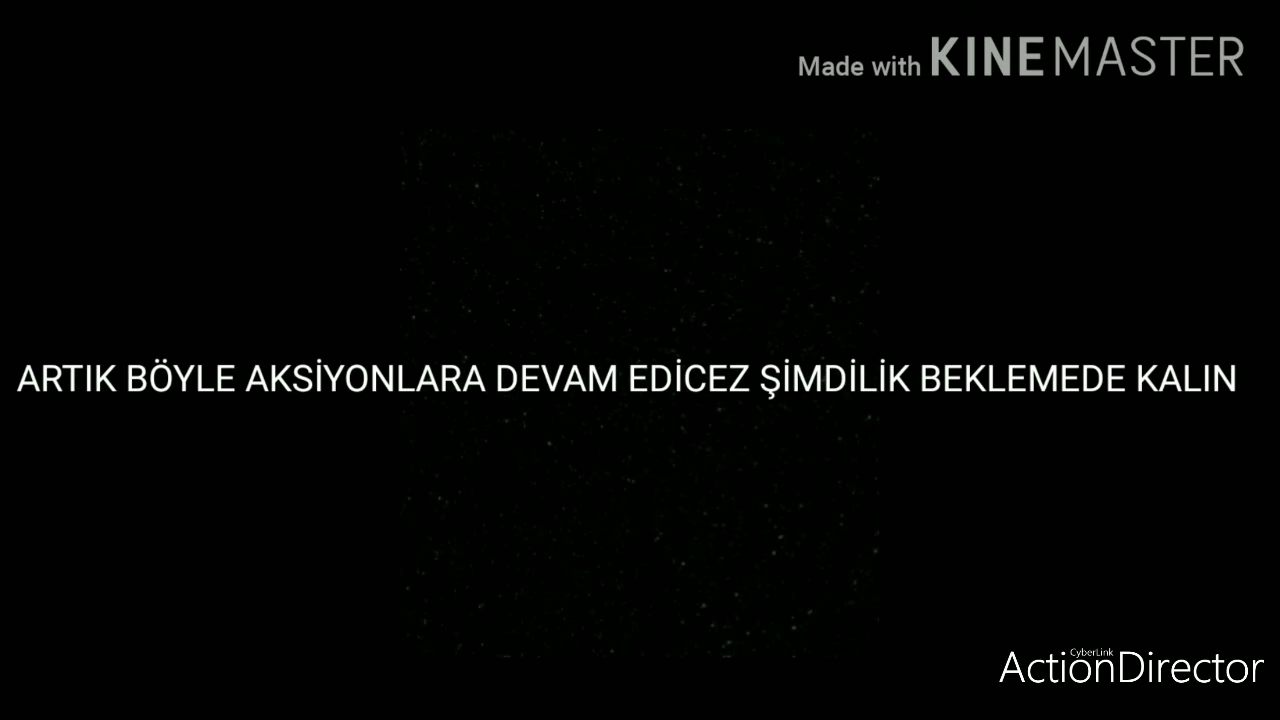 Made with KINEMASTER
ARTIK BÖYLE AKSİYONLARA DEVAM EDİCEZ ŞİMDİLİK BEKLEMEDE KALIN
CyberLink
ActionDirector